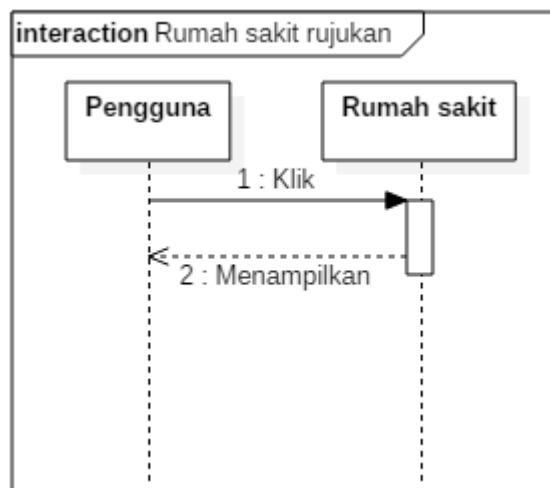 interaction Rumah sakit rujukan
Pengguna
Rumah sakit
1 : Klik
2 : Menampilkan